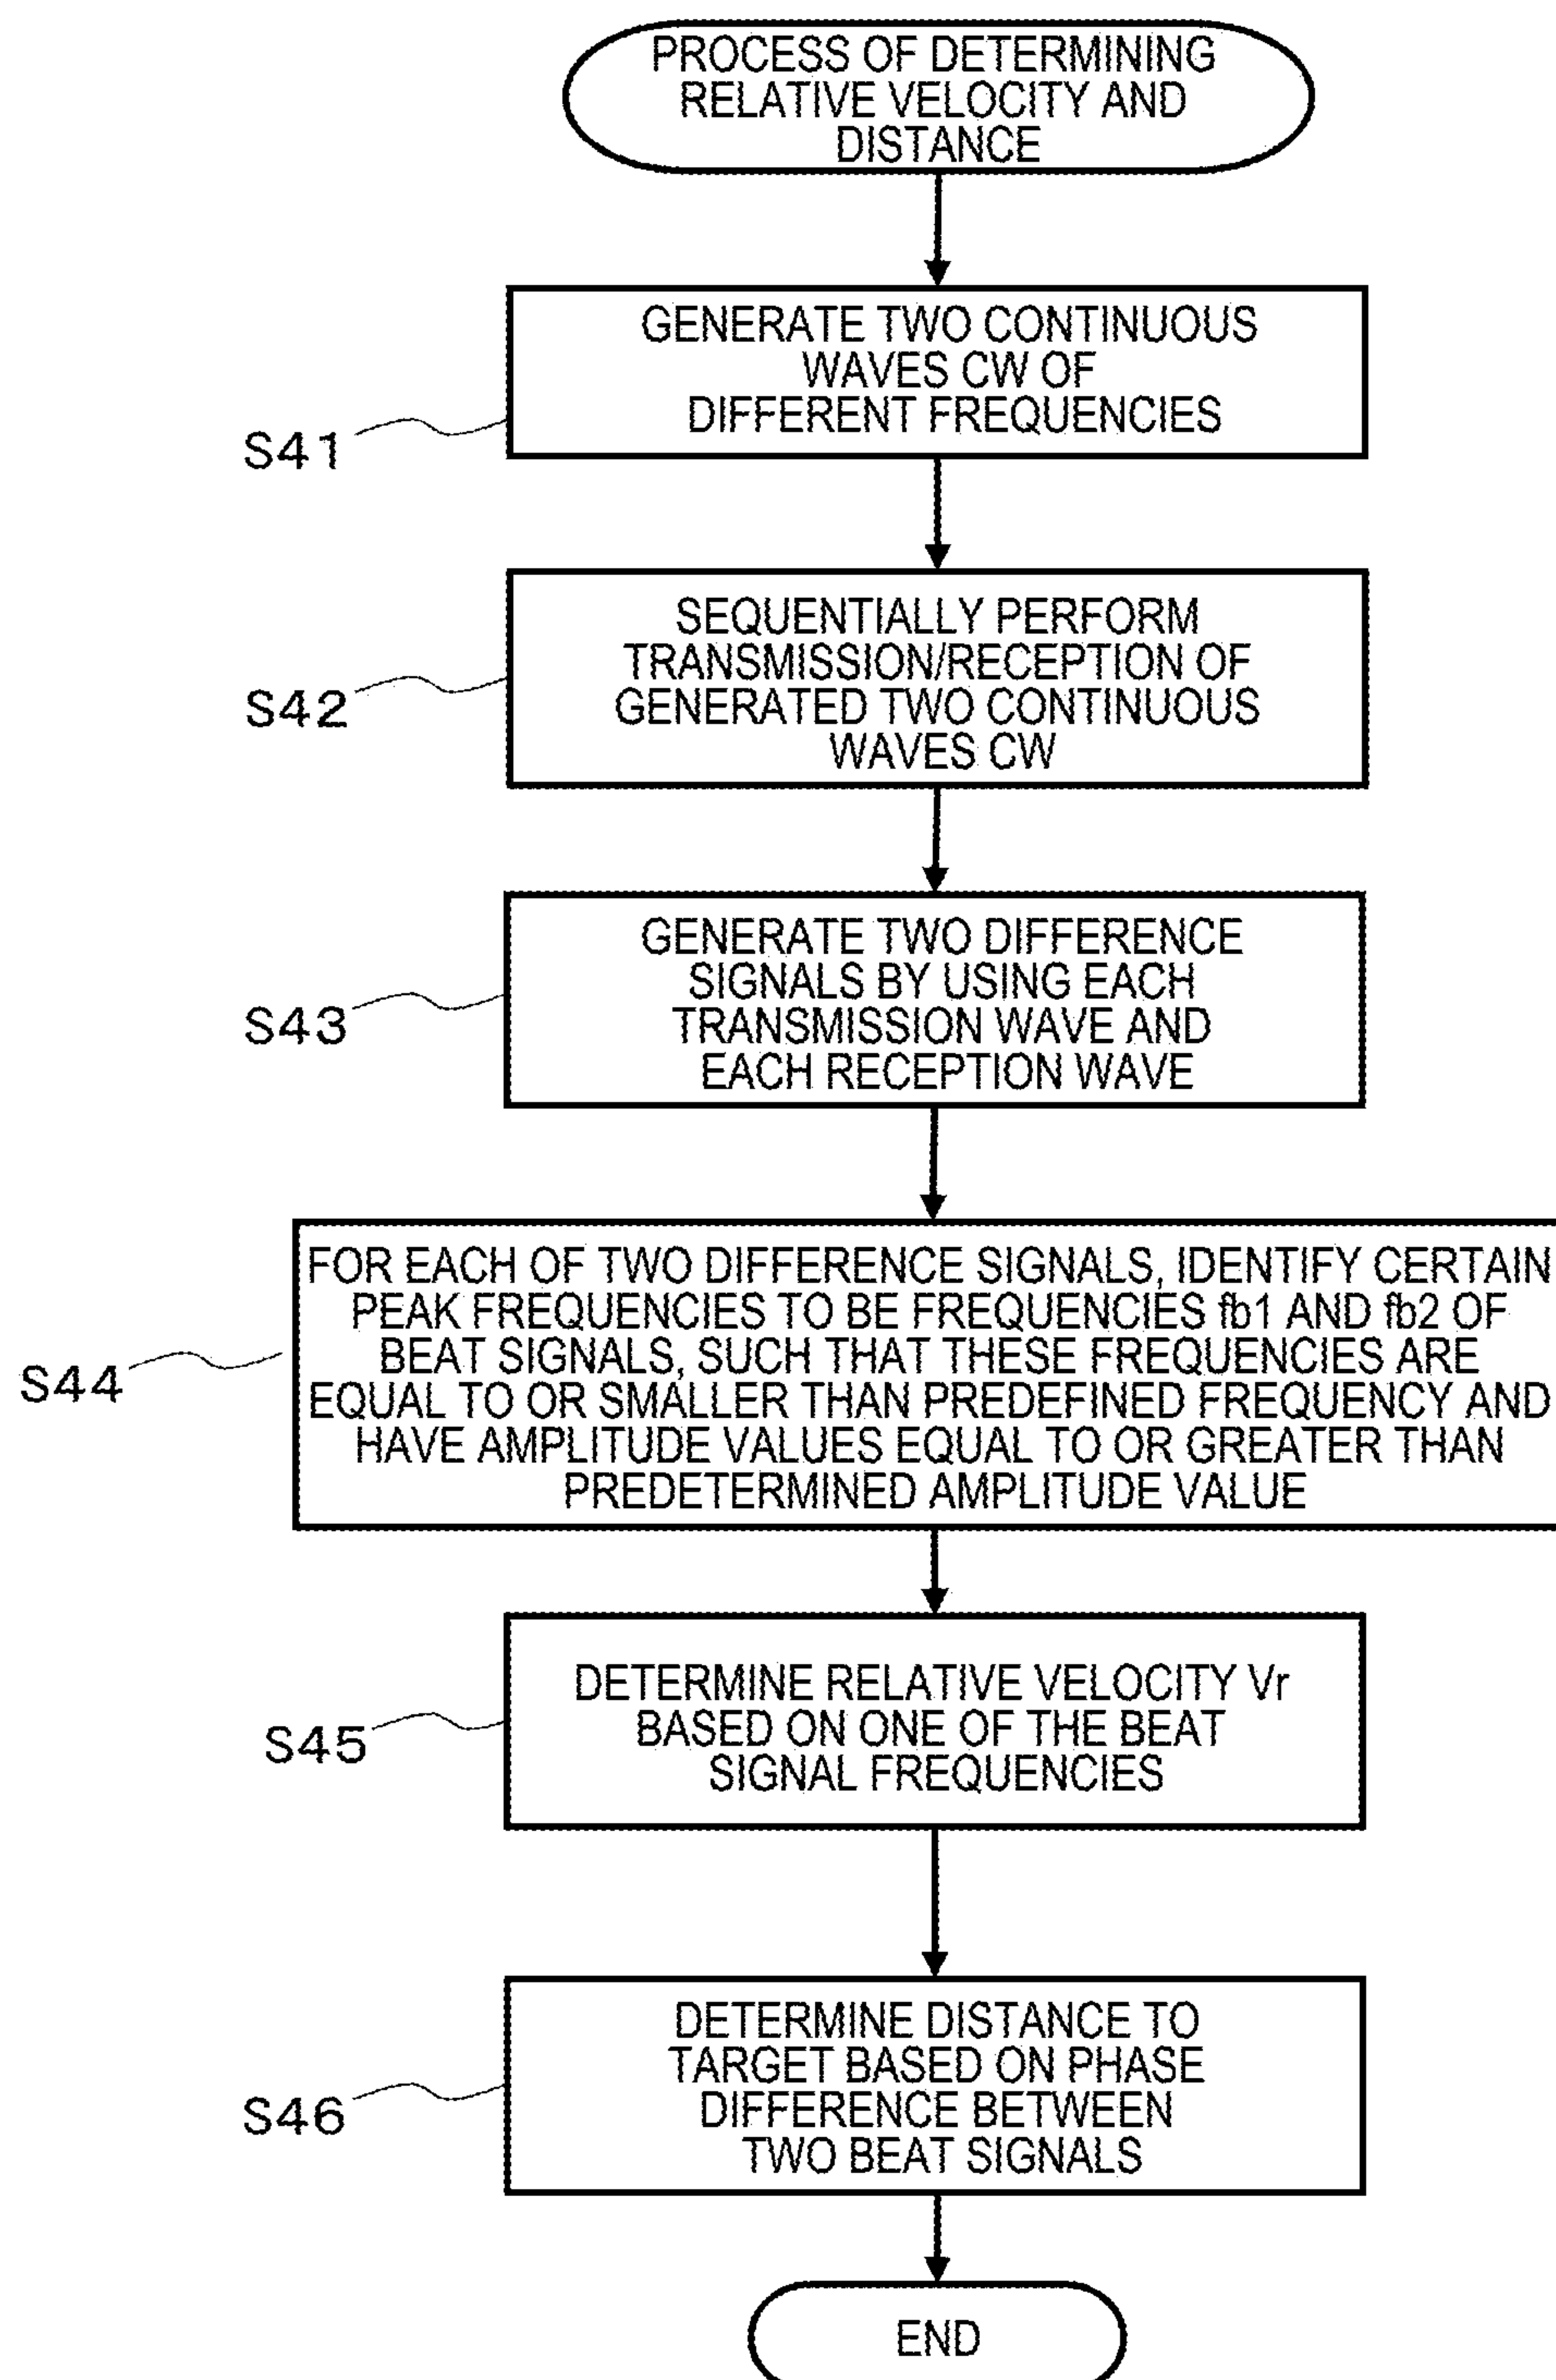 PROCESS OF DETERMINING
RELATIVE VELOCITY AND
DISTANCE
GENERATE TWO CONTINUOUS
WAVES CW OF
DIFFERENT FREQUENCIES
S41
SEQUENTIALLY PERFORM
TRANSMISSION/RECEPTION OF
GENERATED TWO CONTINUOUS
WAVES CW
S42
GENERATE TWO DIFFERENCE
SIGNALS BY USING EACH
TRANSMISSION WAVE AND
EACH RECEPTION WAVE
S43
FOR EACH OF TWO DIFFERENCE SIGNALS, IDENTIFY CERTAIN
PEAK FREQUENCIES TO BE FREQUENCIES fb1 AND fb2 OF
BEAT SIGNALS, SUCH THAT THESE FREQUENCIES ARE
EQUAL TO OR SMALLER THAN PREDEFINED FREQUENCY AND
HAVE AMPLITUDE VALUES EQUAL TO OR GREATER THAN
PREDETERMINED AMPLITUDE VALUE
S44
DETERMINE RELATIVE VELOCITY Vr
BASED ON ONE OF THE BEAT
SIGNAL FREQUENCIES
S45
DETERMINE DISTANCE TO
TARGET BASED ON PHASE
DIFFERENCE BETWEEN
TWO BEAT SIGNALS
S46
END